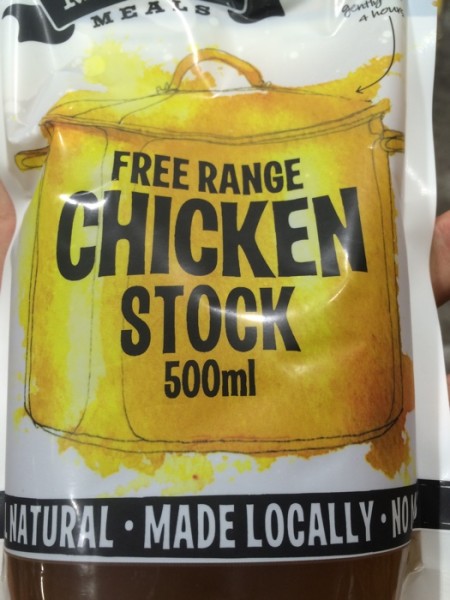 MEALS
gently
4 hours
FREE RANGE
CHICKEN
STOCK
500ml
NATURAL · MADE LOCALLY · NO